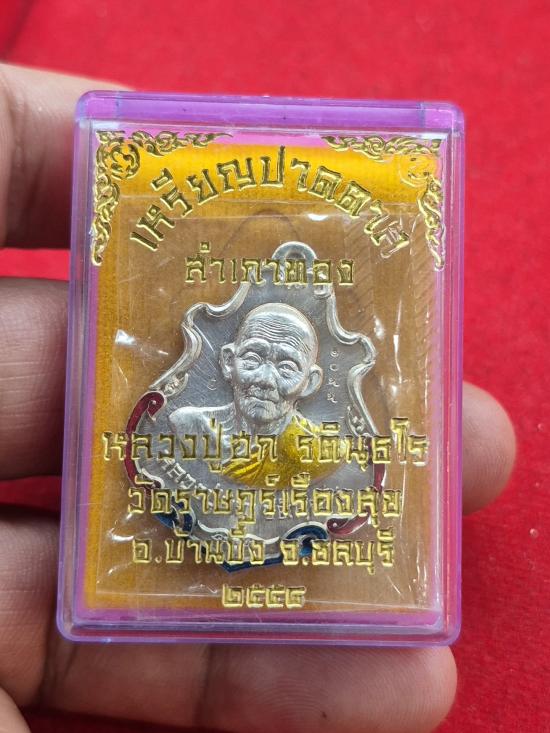 เหรียญปาดตาล
สำเภาทอง
หลวงปู่ฮก รตินฺธโร
วัดราษฎร์เรืองสุข
อ.บ้านบึง จ.ชลบุรี
๒๕๕๘